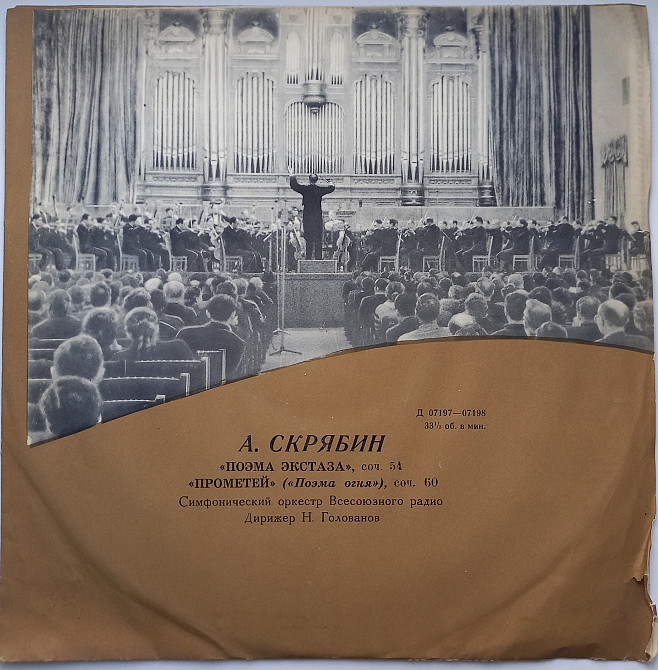 Д 07197—07198
33⅓ об. в мин.
А. СКРЯБИН
«ПОЭМА ЭКСТАЗА», соч. 54
«ПРОМЕТЕЙ» («Поэма огня»), соч. 60
Симфонический оркестр Всесоюзного радио
Дирижер Н. Голованов